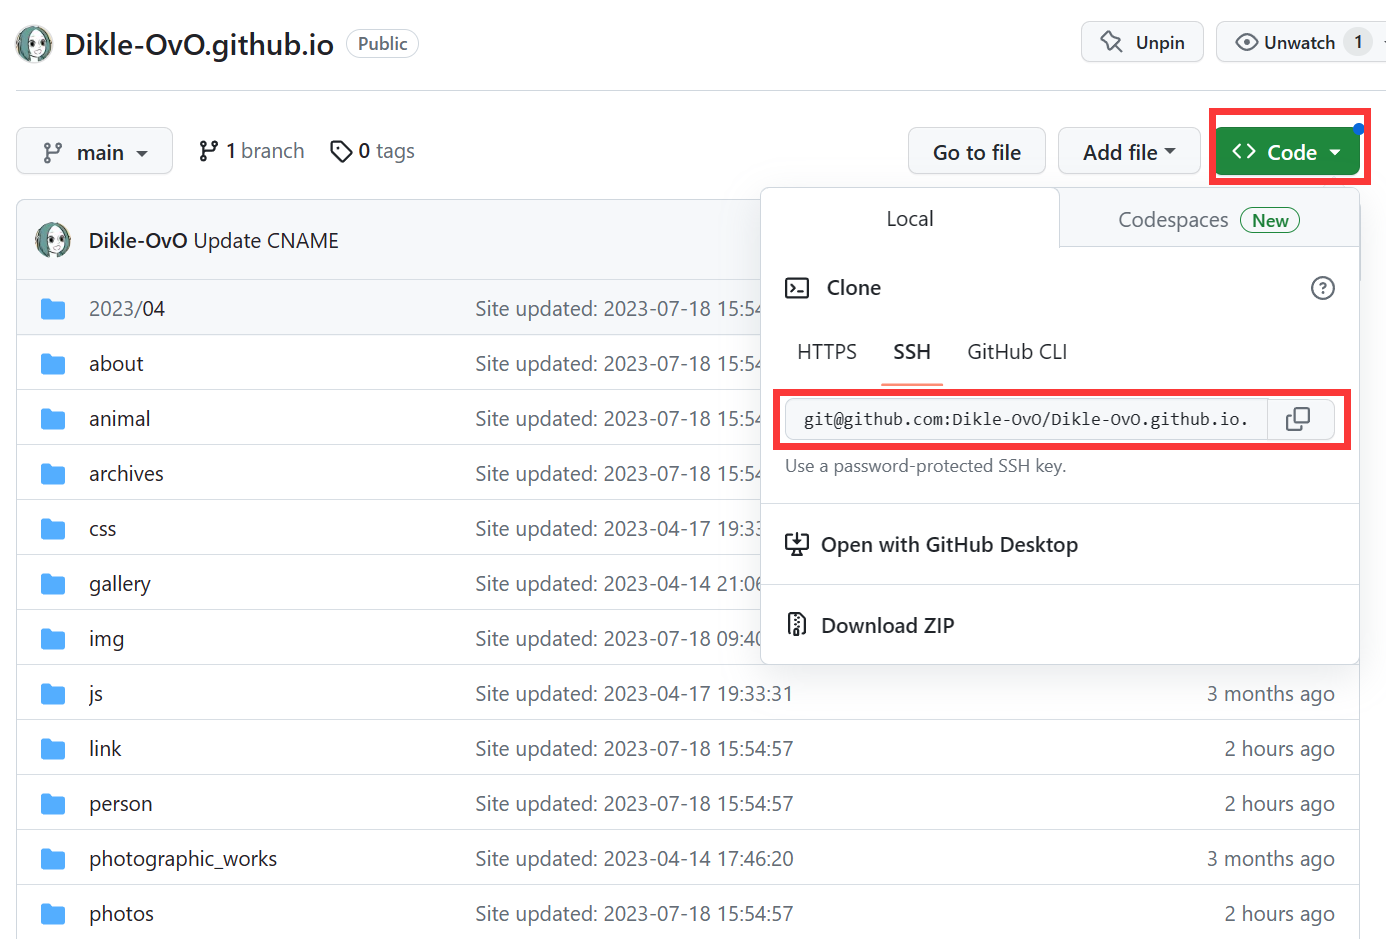 Dikle-OvO.github.io Public Unpin Unwatch 1
main 1 branch 0 tags Go to file Add file Code
Local Codespaces New
Dikle-OvO Update CNAME
Clone
2023/04 Site updated: 2023-07-18 15:54
HTTPS SSH GitHub CLI
about Site updated: 2023-07-18 15:54
animal Site updated: 2023-07-18 15:54
git@github.com:Dikle-OvO/Dikle-OvO.github.io.
Use a password-protected SSH key.
archives Site updated: 2023-07-18 15:54
css Site updated: 2023-04-17 19:33
Open with GitHub Desktop
gallery Site updated: 2023-04-14 21:06
Download ZIP
img Site updated: 2023-07-18 09:40
js Site updated: 2023-04-17 19:33:31 3 months ago
link Site updated: 2023-07-18 15:54:57 2 hours ago
person Site updated: 2023-07-18 15:54:57 2 hours ago
photographic_works Site updated: 2023-04-14 17:46:20 3 months ago
photos Site updated: 2023-07-18 15:54:57 2 hours ago